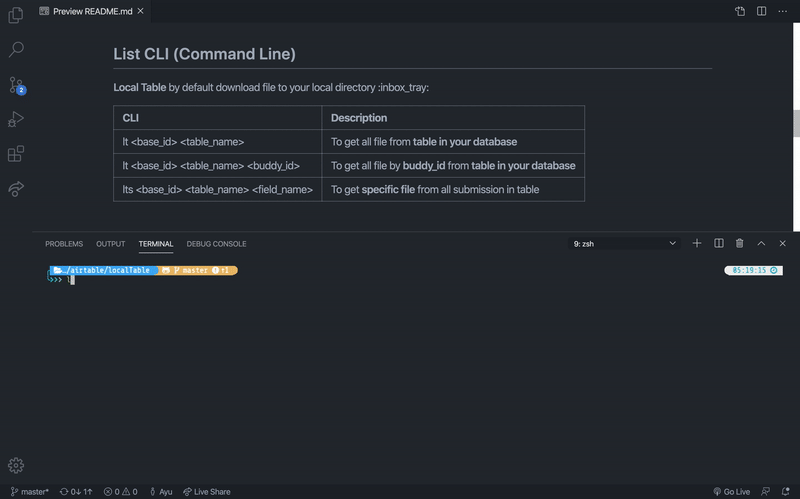 Preview README.md
List CLI (Command Line)
Local Table by default download file to your local directory :inbox_tray:
CLI Description
lt <base_id> <table_name> To get all file from table in your database
lt <base_id> <table_name> <buddy_id> To get all file by buddy_id from table in your database
lts <base_id> <table_name> <field_name> To get specific file from all submission in table
2
PROBLEMS OUTPUT TERMINAL DEBUG CONSOLE 9: zsh
…/airtable/localTable master ↑1 05:19:15
l
master* 0↓ 1↑ 0 0 Ayu Live Share Go Live